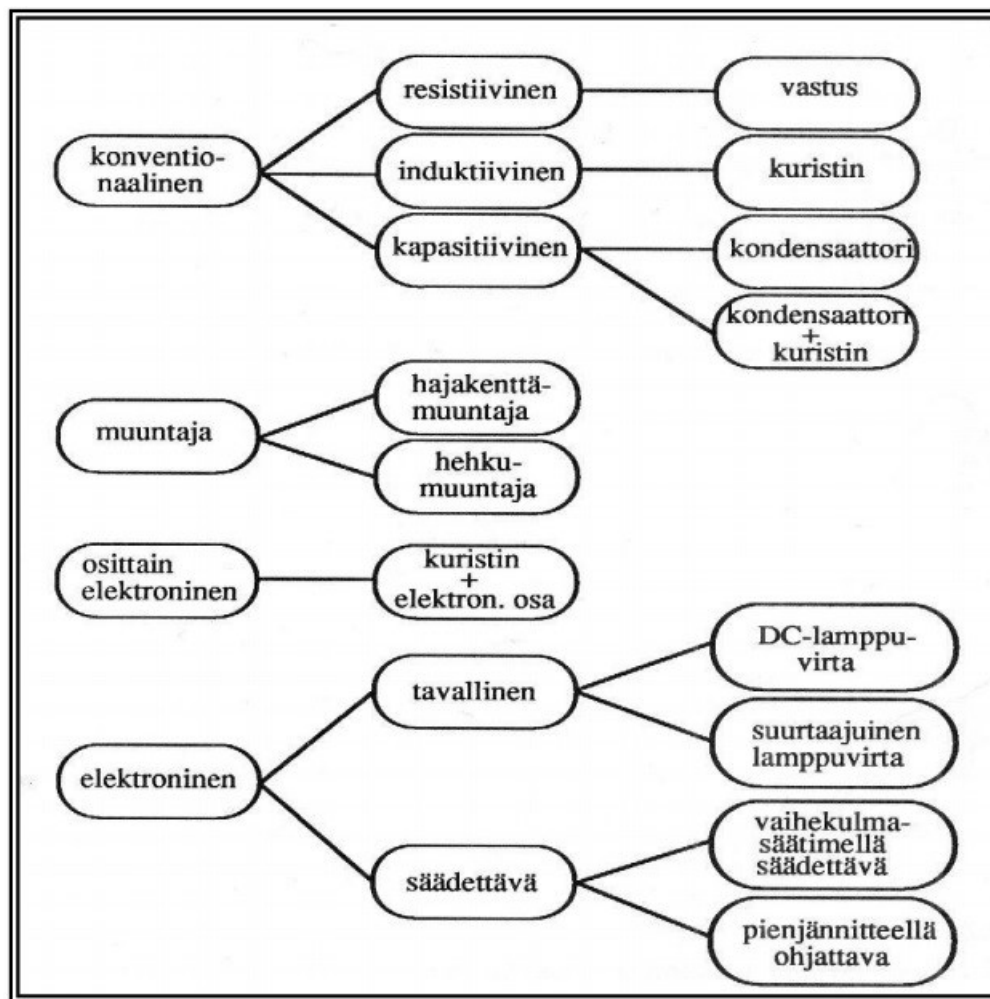 resistiivinen
vastus
konventio-
naalinen
induktiivinen
kuristin
kapasitiivinen
kondensaattori
kondensaattori
+
kuristin
hajakenttä-
muuntaja
muuntaja
hehku-
muuntaja
osittain
elektroninen
kuristin
+
elektron. osa
DC-lamppu-
virta
tavallinen
suurtaajuinen
lamppuvirta
elektroninen
vaihekulma-
säätimellä
säädettävä
säädettävä
pienjännitteellä
ohjattava